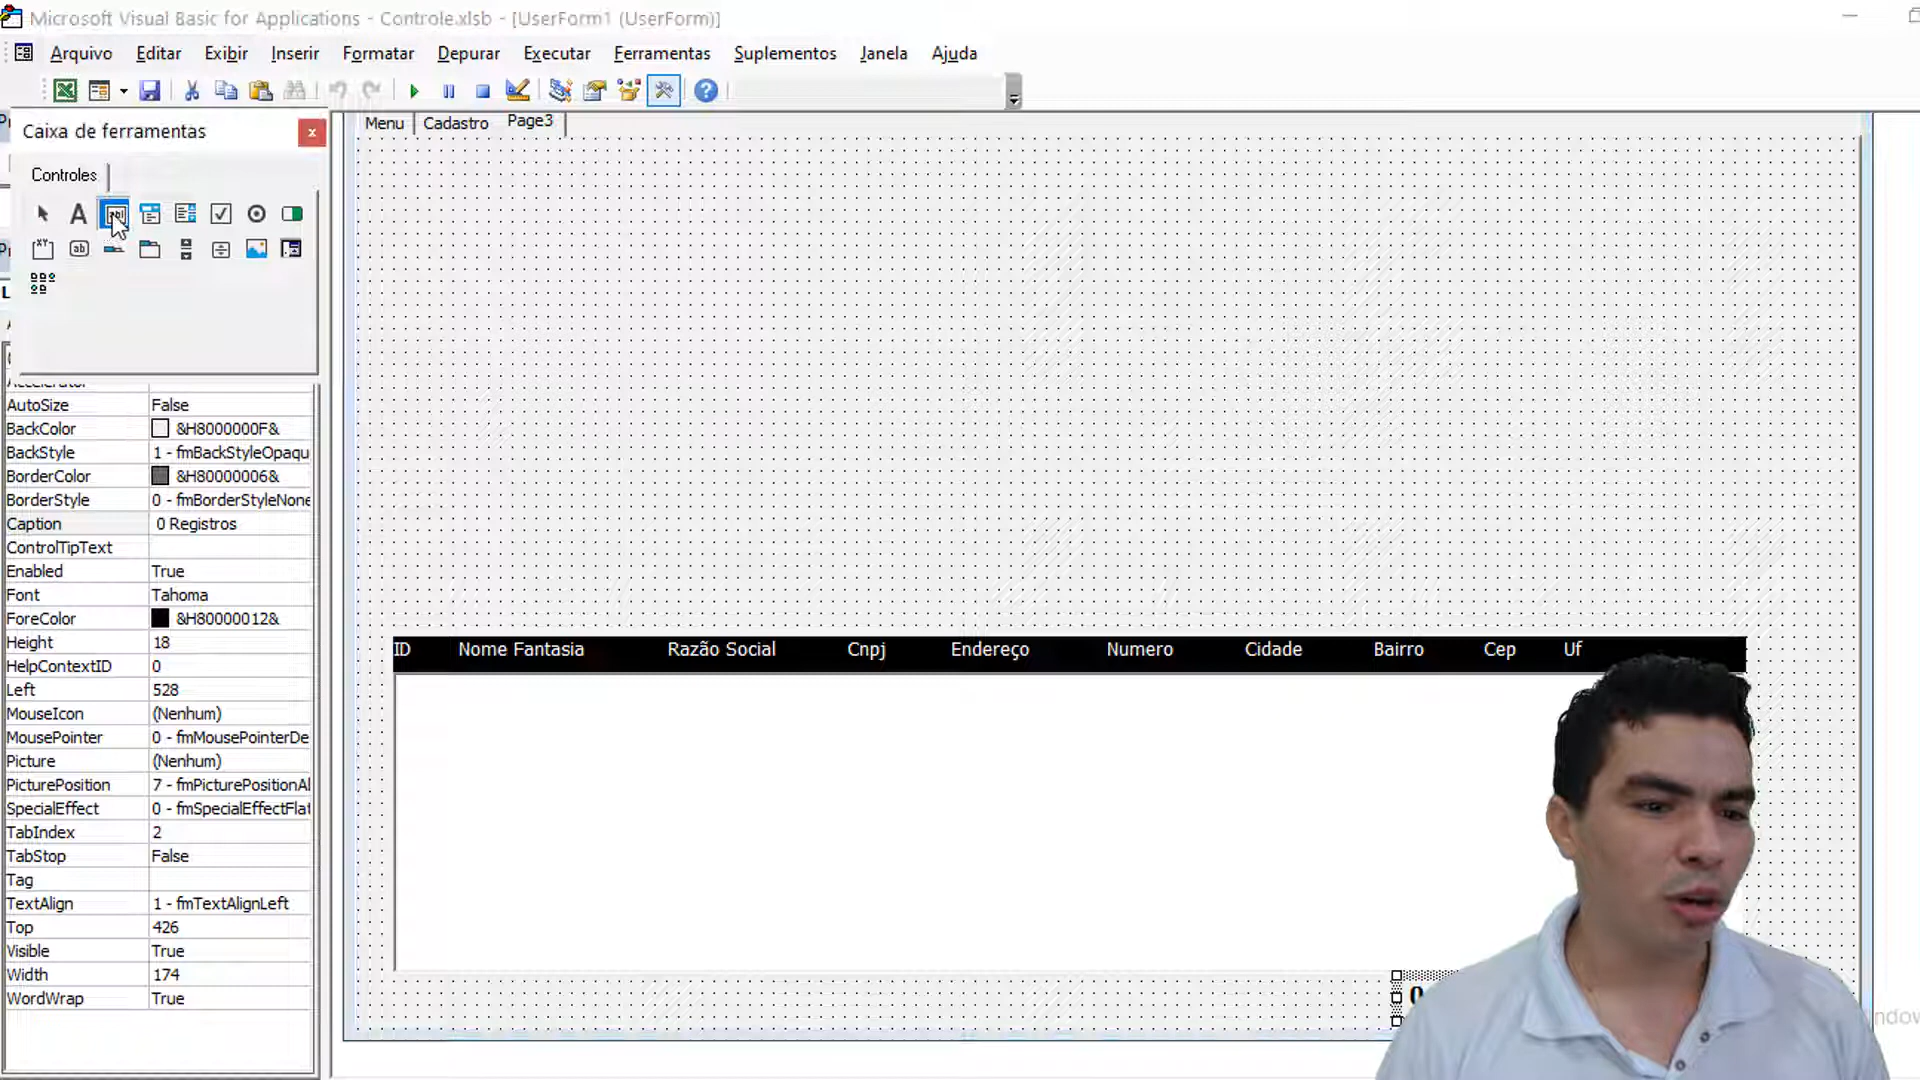 Microsoft Visual Basic for Applications - Controle.xlsb - [UserForm1 (UserForm)]
Arquivo Editar Exibir Inserir Formatar Depurar Executar Ferramentas Suplementos Janela Ajuda
Menu Cadastro Page3
Caixa de ferramentas
Controles
AutoSize False
BackColor &H8000000F&
BackStyle 1 - fmBackStyleOpaqu
BorderColor &H80000006&
BorderStyle 0 - fmBorderStyleNone
Caption 0 Registros
ControlTipText
Enabled True
Font Tahoma
ForeColor &H80000012&
Height 18
HelpContextID 0
Left 528
MouseIcon (Nenhum)
MousePointer 0 - fmMousePointerDe
Picture (Nenhum)
PicturePosition 7 - fmPicturePositionAl
SpecialEffect 0 - fmSpecialEffectFlat
TabIndex 2
TabStop False
Tag
TextAlign 1 - fmTextAlignLeft
Top 426
Visible True
Width 174
WordWrap True
ID Nome Fantasia Razão Social Cnpj Endereço Numero Cidade Bairro Cep Uf
0